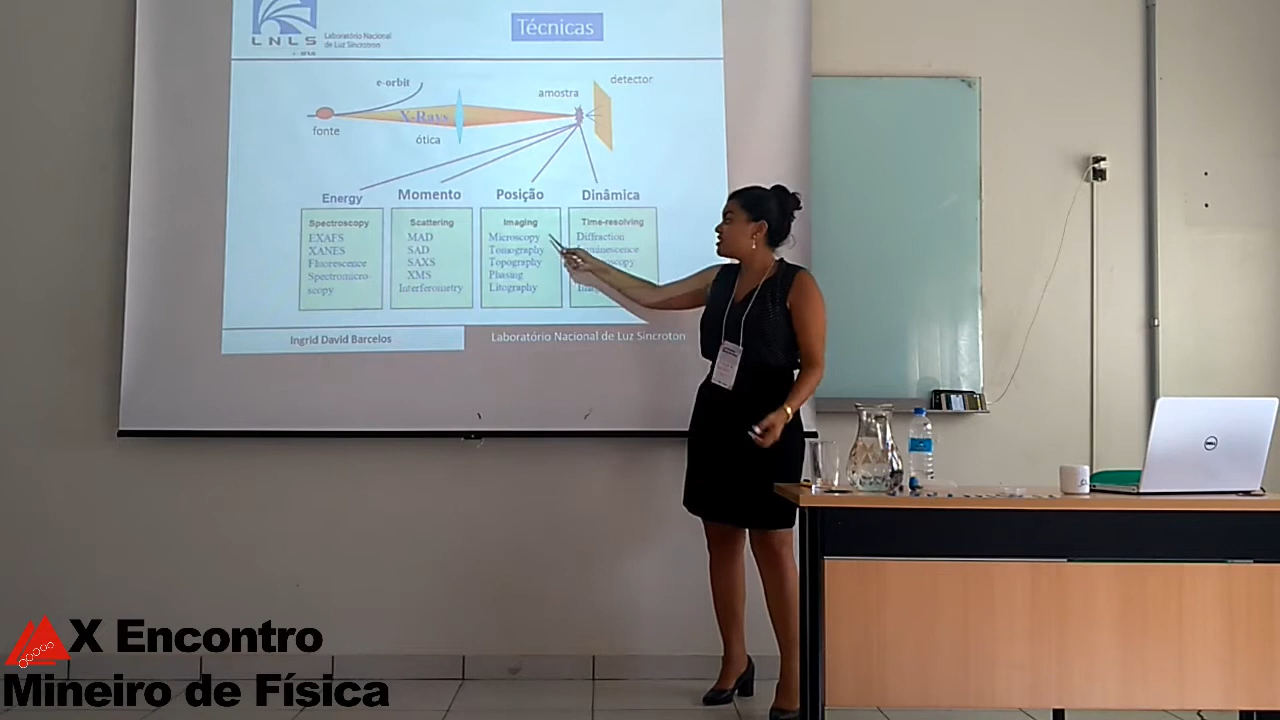 LNLS
Laboratório Nacional
de Luz Síncrotron
Técnicas
e-orbit
detector
amostra
X-Rays
fonte
ótica
Energy
Momento
Posição
Dinâmica
Spectroscopy
EXAFS
XANES
Fluorescence
Spectromicro-
scopy
Scattering
MAD
SAD
SAXS
XMS
Interferometry
Imaging
Microscopy
Tomography
Topography
Phasing
Litography
Time-resolving
Diffraction
Ingrid David Barcelos
Laboratório Nacional de Luz Síncroton
DELL
X Encontro
Mineiro de Física